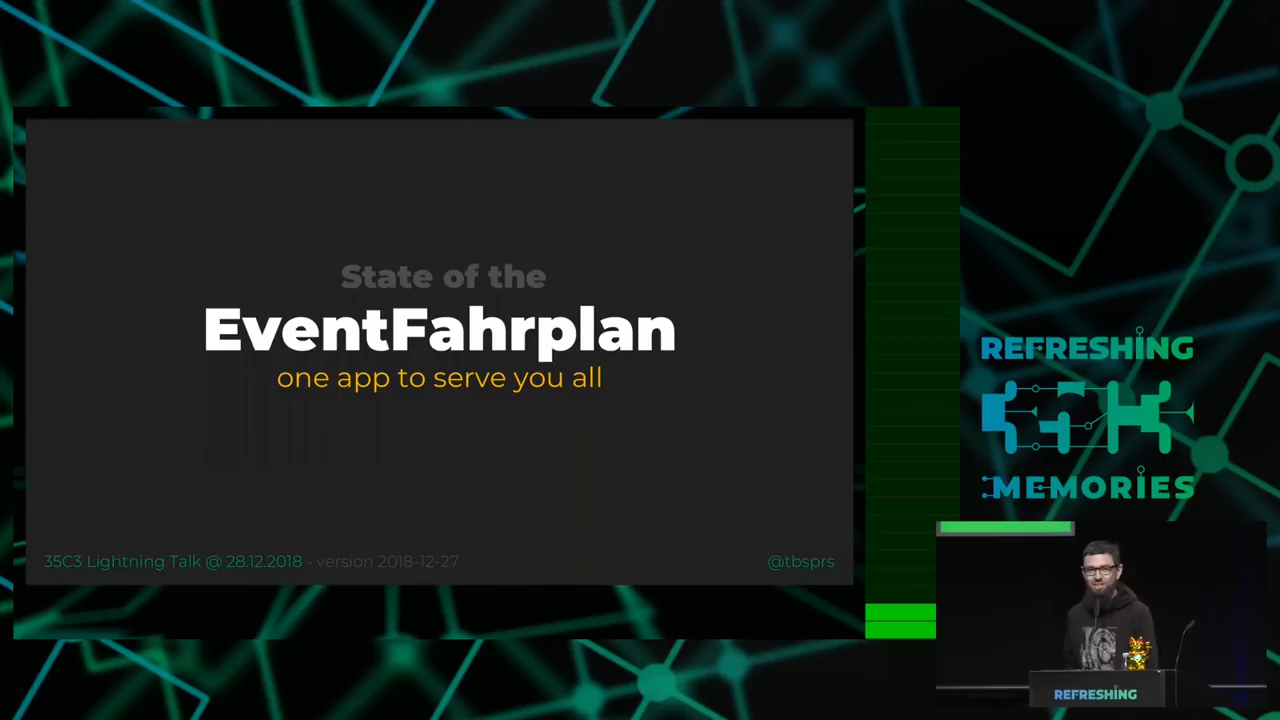 State of the
EventFahrplan
one app to serve you all
35C3 Lightning Talk @ 28.12.2018 - version 2018-12-27
@tbsprs
REFRESHING
35C3
MEMORIES
REFRESHING